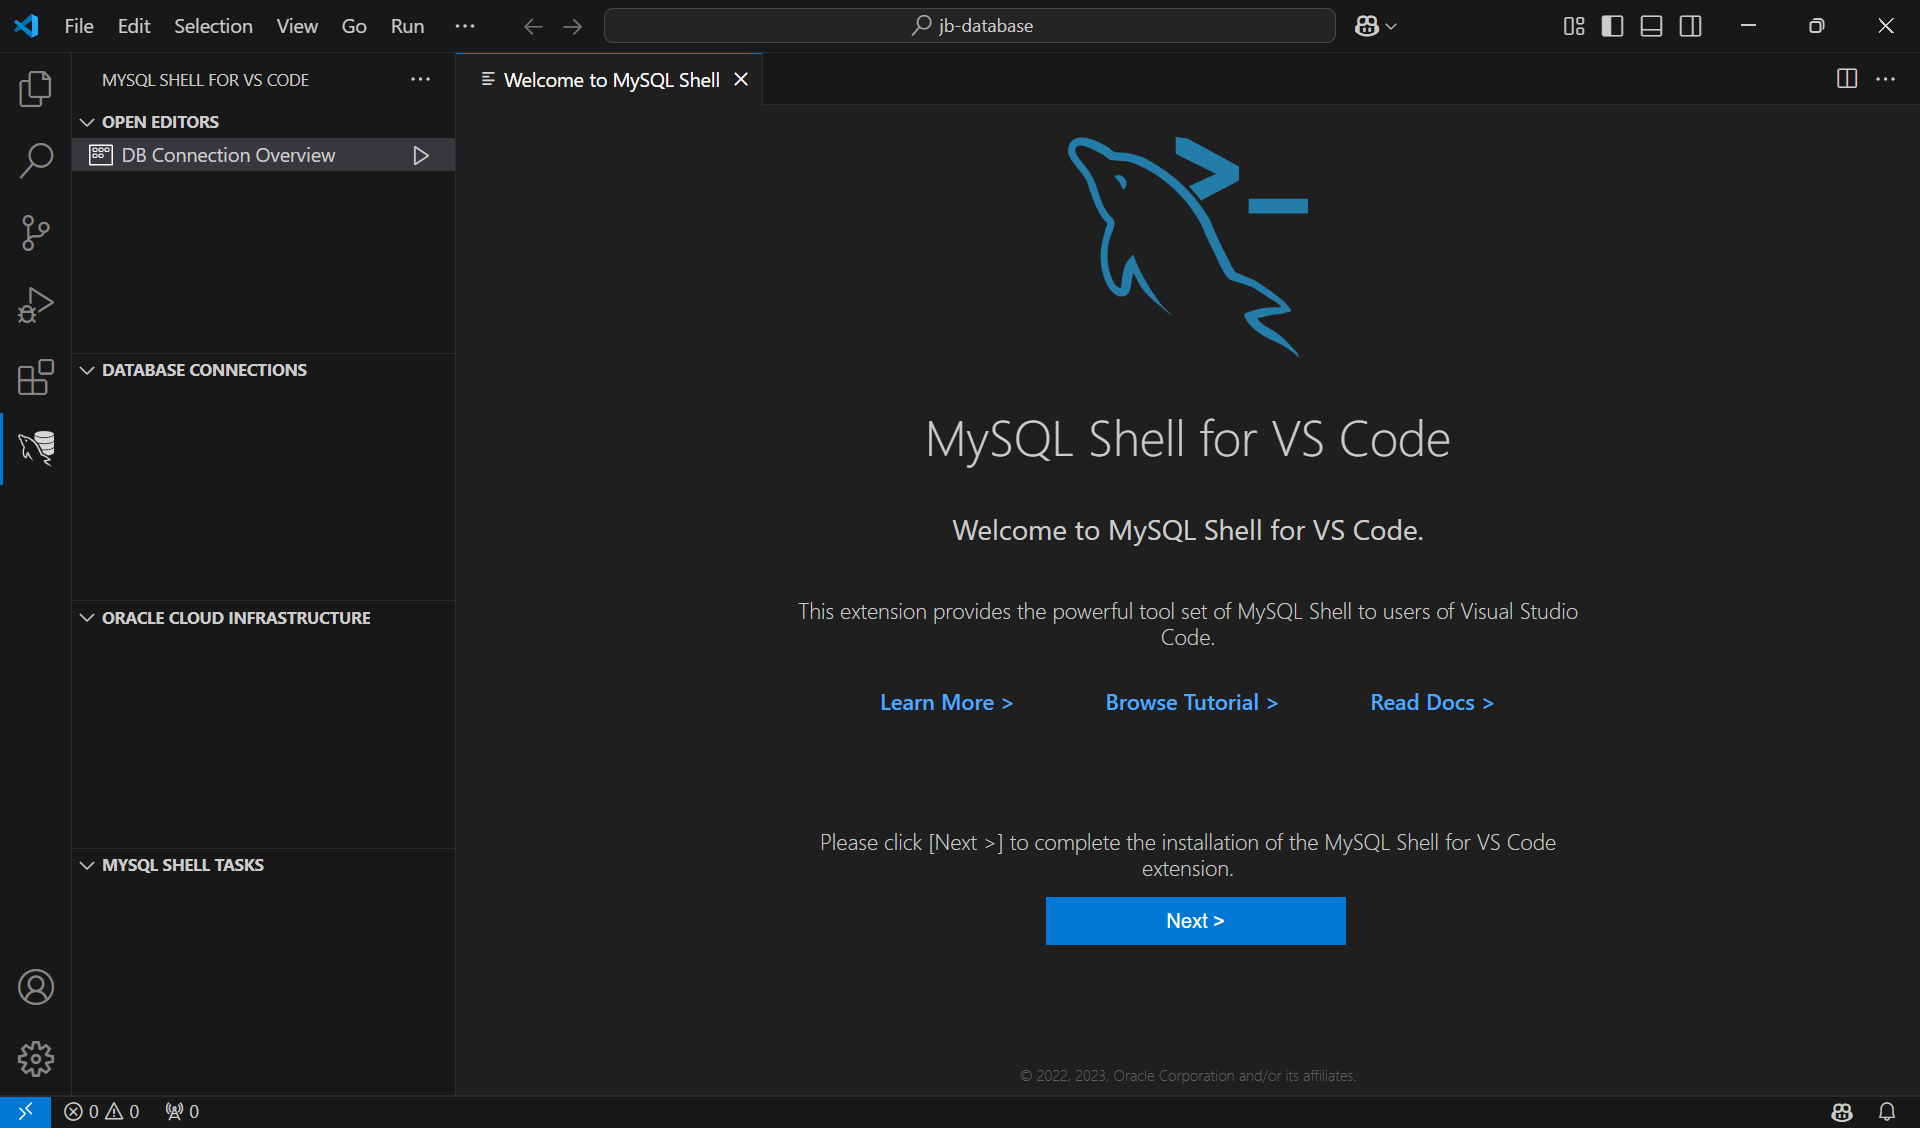 File Edit Selection View Go Run ···
jb-database
MYSQL SHELL FOR VS CODE ···
Welcome to MySQL Shell
OPEN EDITORS
DB Connection Overview
DATABASE CONNECTIONS
ORACLE CLOUD INFRASTRUCTURE
MYSQL SHELL TASKS
>_
MySQL Shell for VS Code
Welcome to MySQL Shell for VS Code.
This extension provides the powerful tool set of MySQL Shell to users of Visual Studio
Code.
Learn More > Browse Tutorial > Read Docs >
Please click [Next >] to complete the installation of the MySQL Shell for VS Code
extension.
Next >
© 2022, 2023, Oracle Corporation and/or its affiliates.
0 0 0